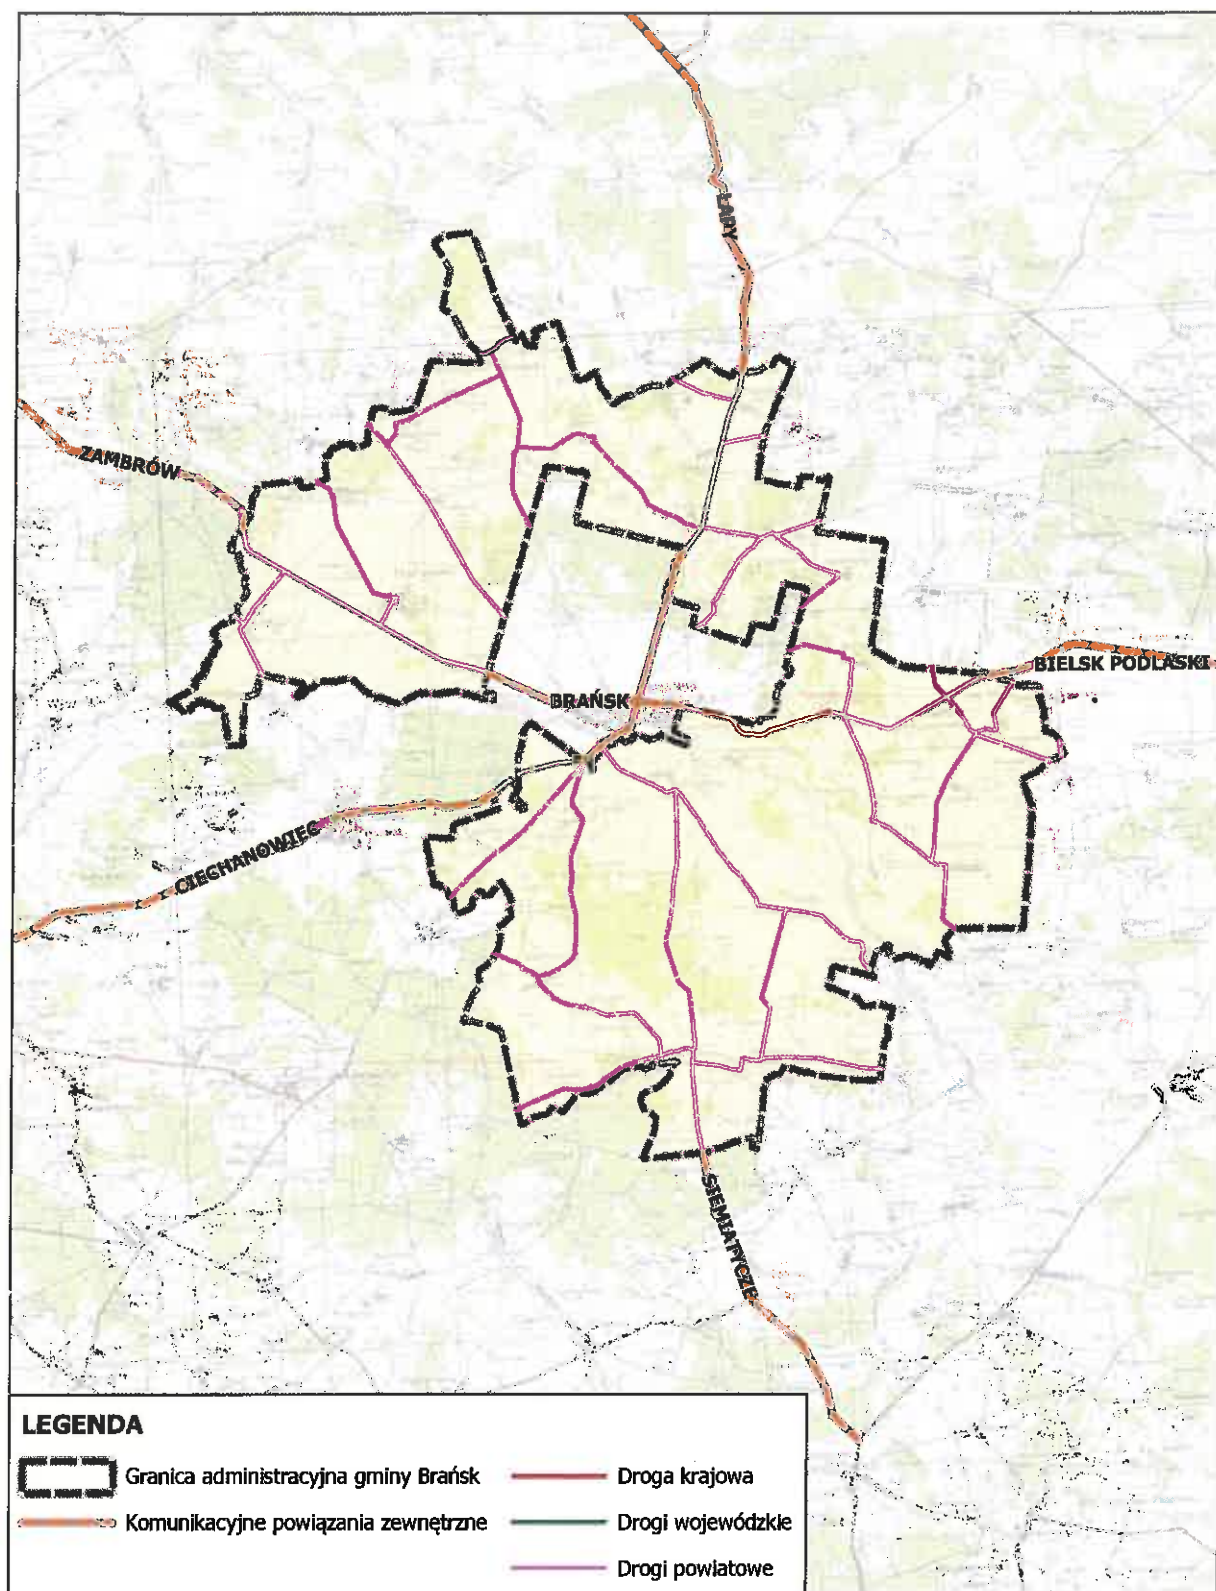 ŁAPY
ZAMBRÓW
BIELSK PODLASKI
BRAŃSK
CIECHANOWIEC
SIEMIATYCZE
LEGENDA
Granica administracyjna gminy Brańsk
Droga krajowa
Komunikacyjne powiązania zewnętrzne
Drogi wojewódzkie
Drogi powiatowe